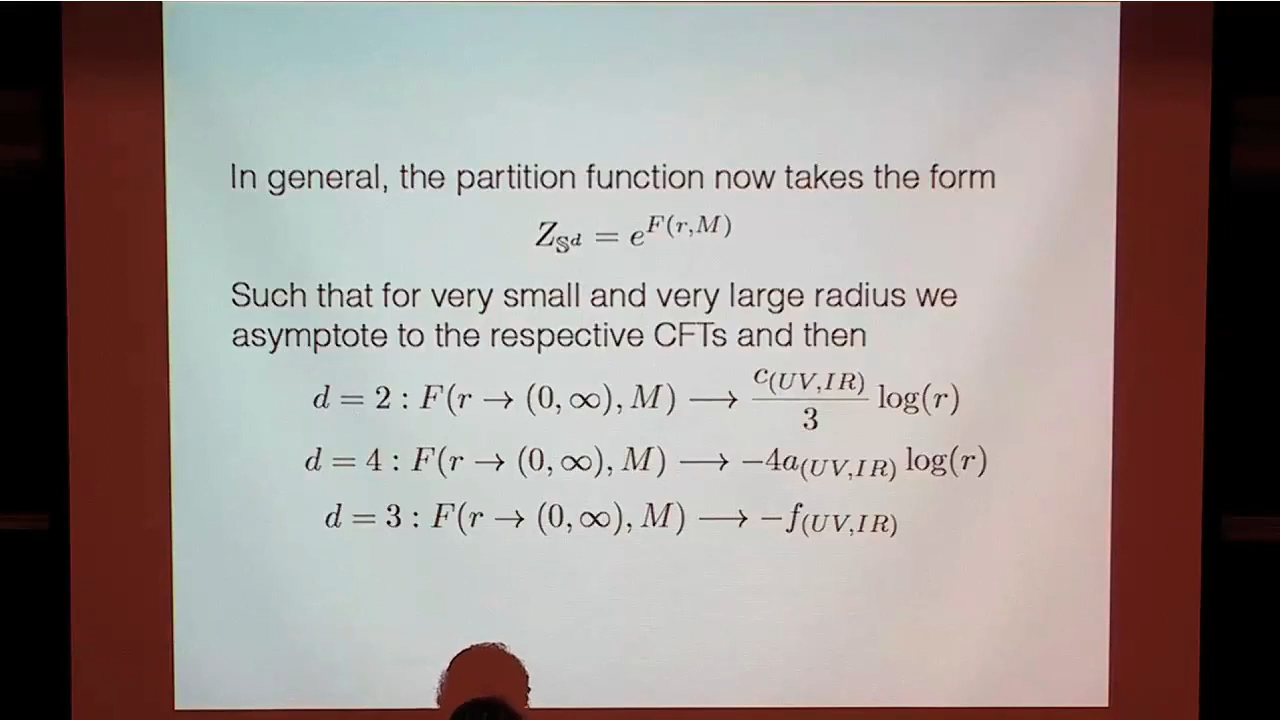 In general, the partition function now takes the form
$Z_{\mathbb{S}^d} = e^{F(r,M)}$
Such that for very small and very large radius we
asymptote to the respective CFTs and then
$d = 2 : F(r \to (0, \infty), M) \longrightarrow \frac{c_{(UV,IR)}}{3} \log(r)$
$d = 4 : F(r \to (0, \infty), M) \longrightarrow -4a_{(UV,IR)} \log(r)$
$d = 3 : F(r \to (0, \infty), M) \longrightarrow -f_{(UV,IR)}$